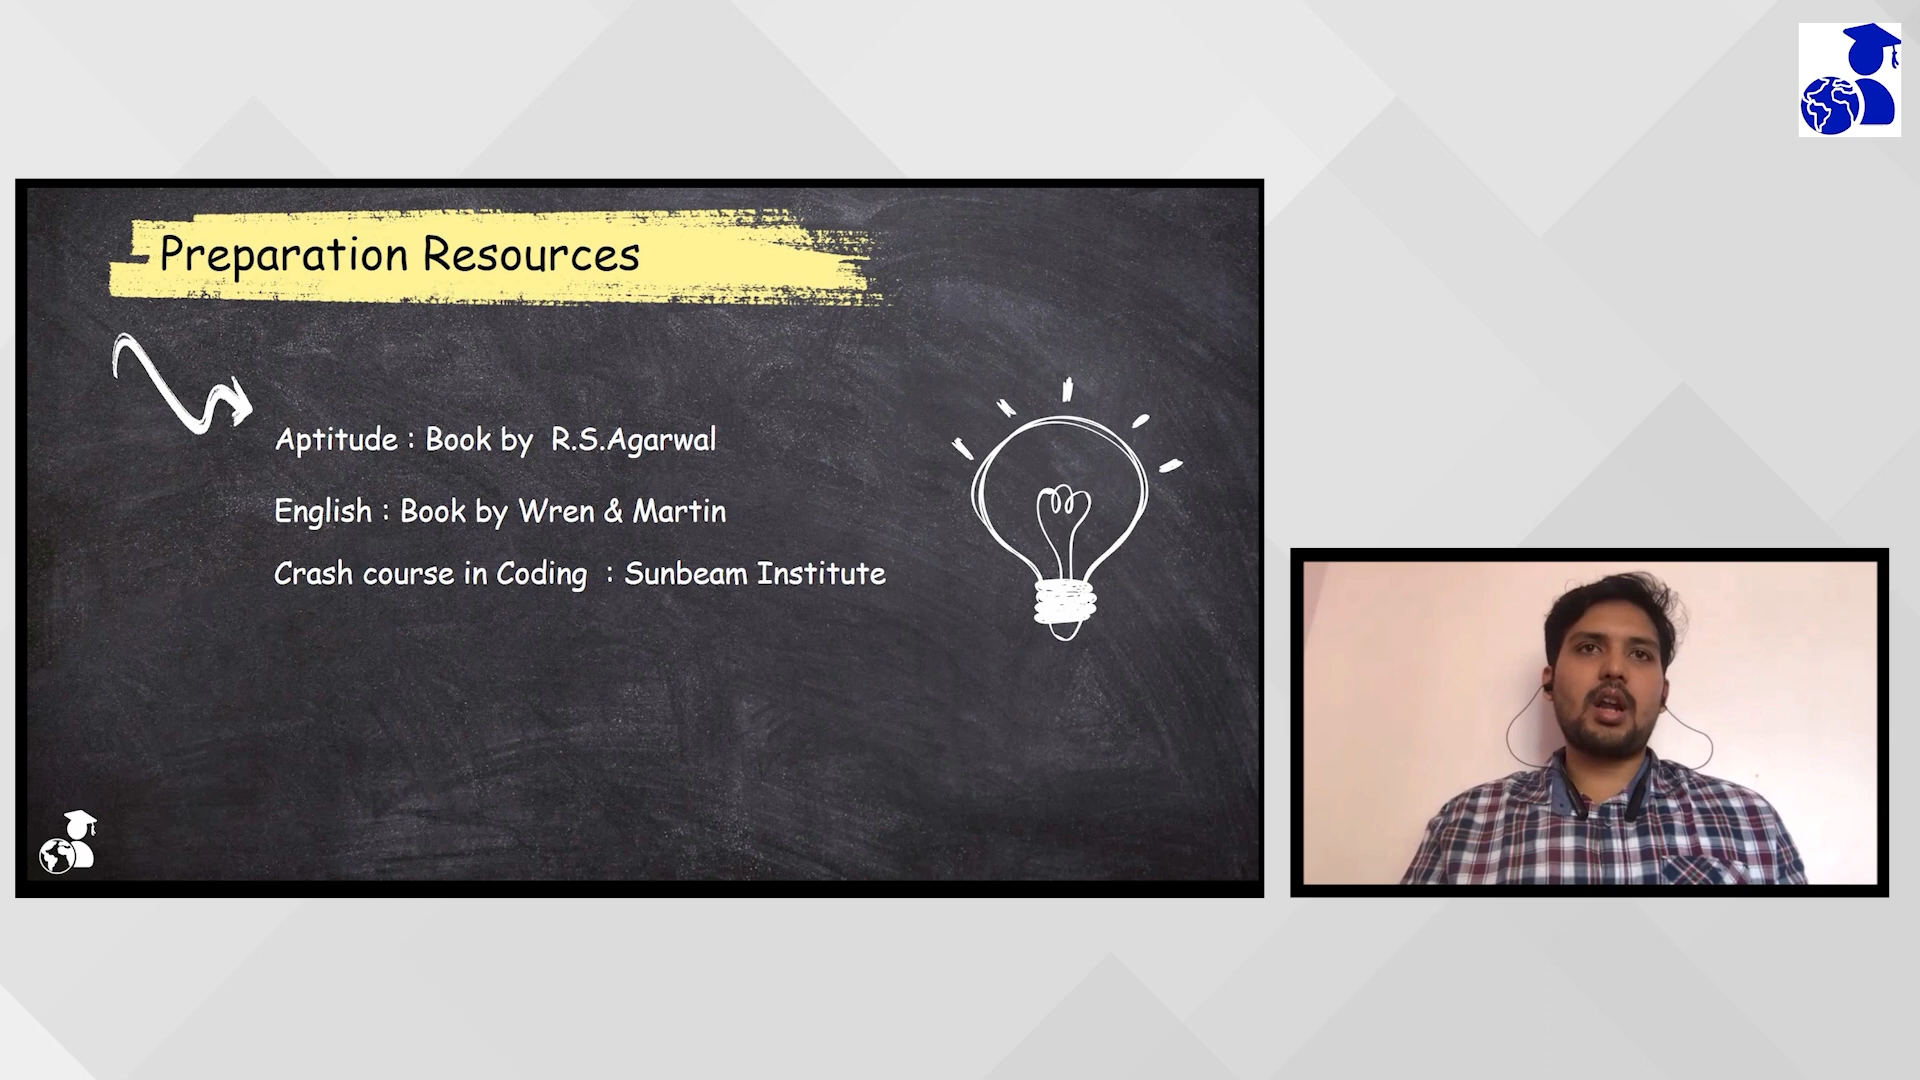 Preparation Resources
Aptitude : Book by R.S.Agarwal
English : Book by Wren & Martin
Crash course in Coding : Sunbeam Institute